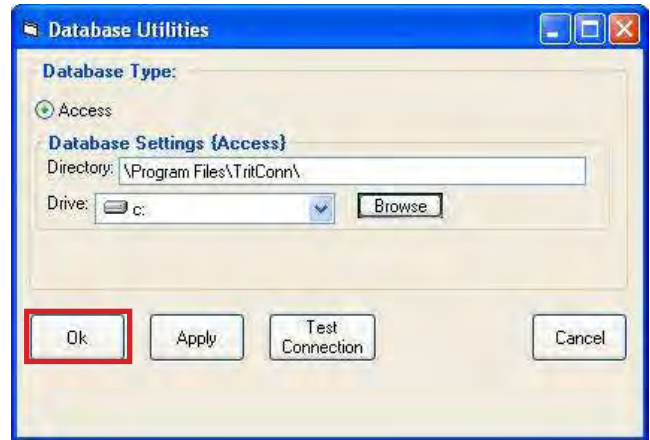 Database Utilities
Database Type:
Access
Database Settings {Access}
Directory: \Program Files\TritConn\
Drive: c: Browse
Ok Apply Test Connection Cancel